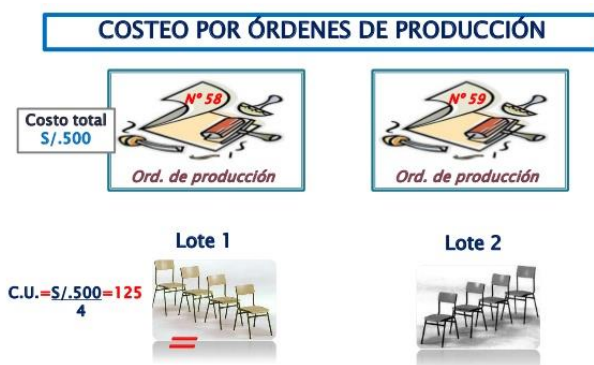 COSTEO POR ÓRDENES DE PRODUCCIÓN
Nº 58
Nº 59
Costo total
S/.500
Ord. de producción
Ord. de producción
Lote 1
Lote 2
C.U.=S/.500=125
4